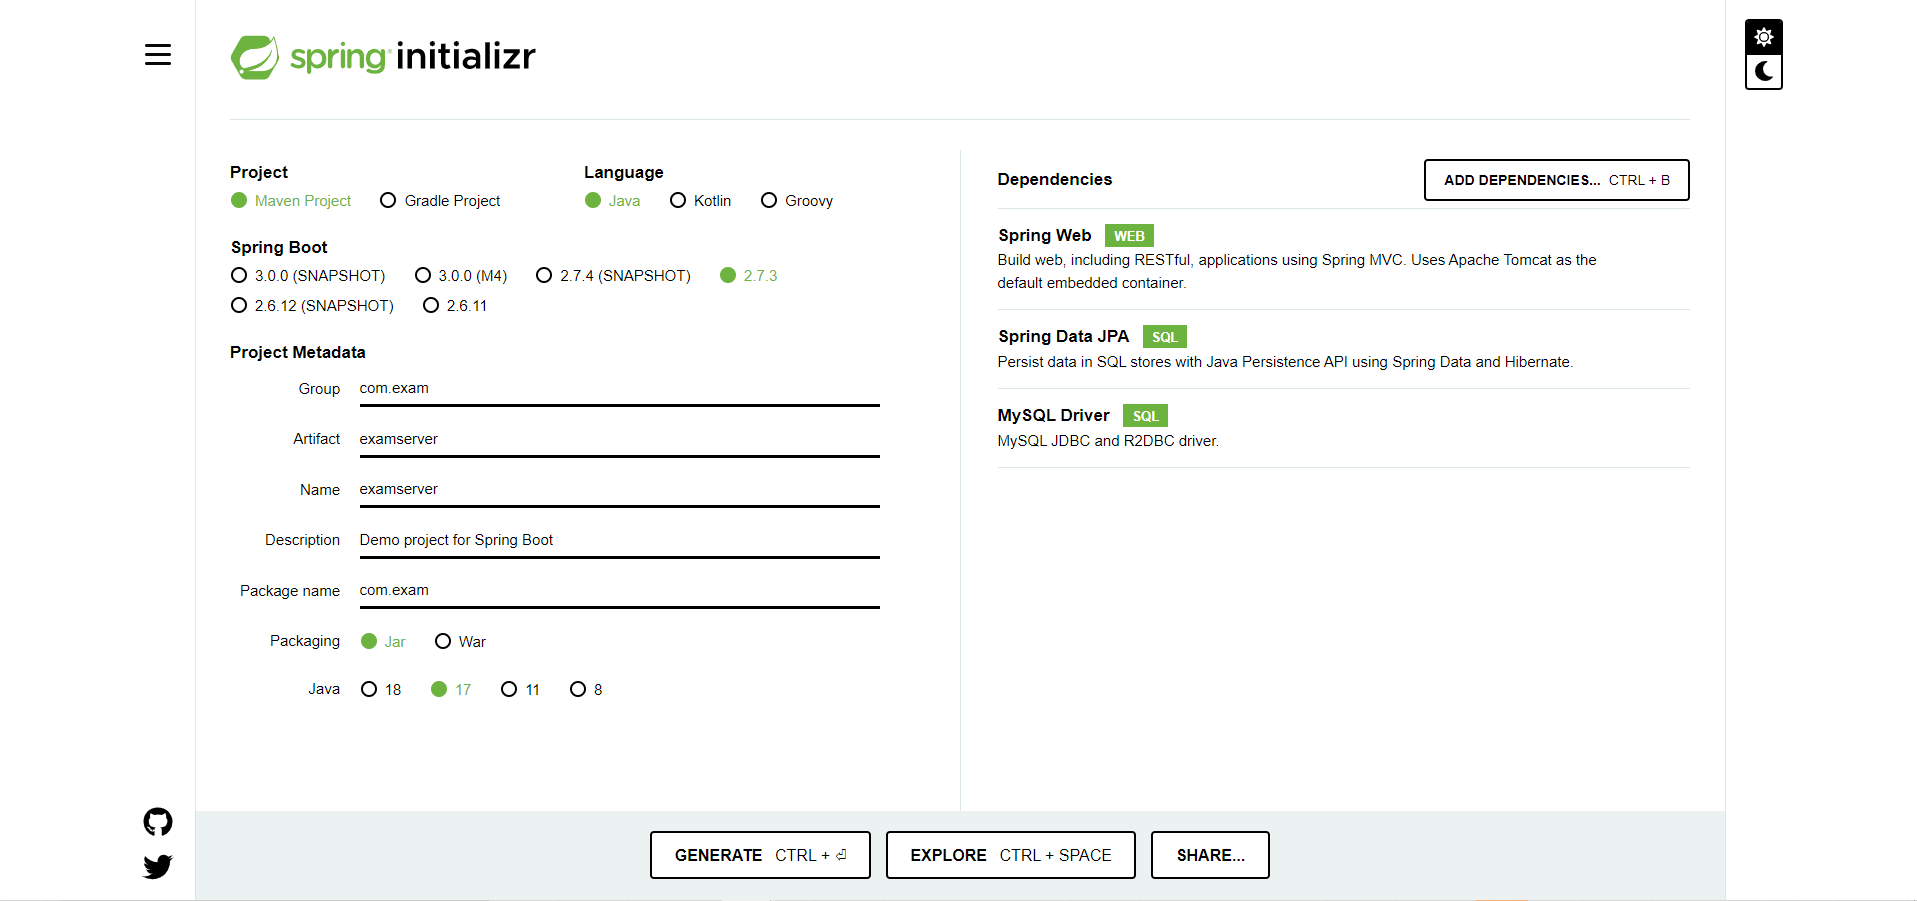 spring initializr
Project
Maven Project Gradle Project
Language
Java Kotlin Groovy
Spring Boot
3.0.0 (SNAPSHOT) 3.0.0 (M4) 2.7.4 (SNAPSHOT) 2.7.3
2.6.12 (SNAPSHOT) 2.6.11
Project Metadata
Group com.exam
Artifact examserver
Name examserver
Description Demo project for Spring Boot
Package name com.exam
Packaging Jar War
Java 18 17 11 8
Dependencies ADD DEPENDENCIES... CTRL + B
Spring Web WEB
Build web, including RESTful, applications using Spring MVC. Uses Apache Tomcat as the
default embedded container.
Spring Data JPA SQL
Persist data in SQL stores with Java Persistence API using Spring Data and Hibernate.
MySQL Driver SQL
MySQL JDBC and R2DBC driver.
GENERATE CTRL + ⏎ EXPLORE CTRL + SPACE SHARE...